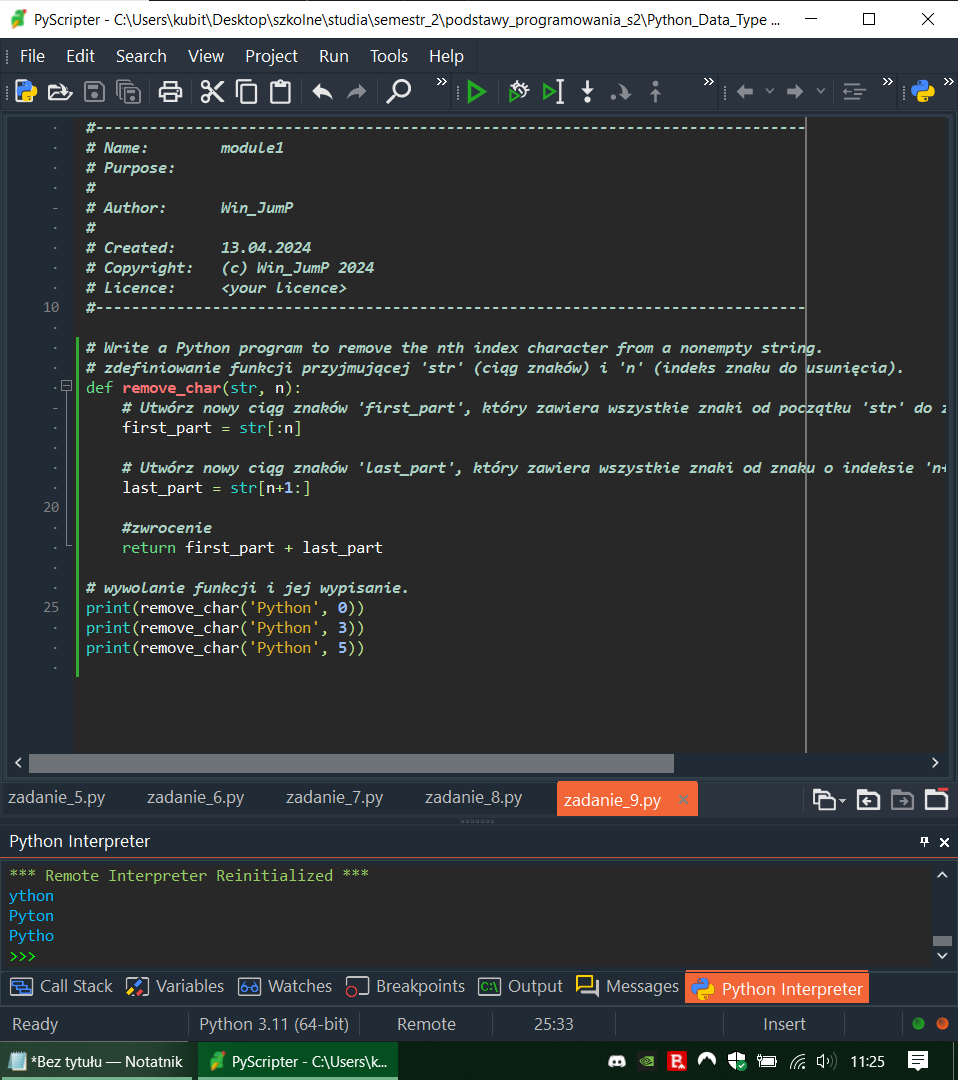 PyScripter - C:\Users\kubit\Desktop\szkolne\studia\semestr_2\podstawy_programowania_s2\Python_Data_Type ...
File Edit Search View Project Run Tools Help
#-------------------------------------------------------------------------------
# Name:        module1
# Purpose:
#
# Author:      Win_JumP
#
# Created:     13.04.2024
# Copyright:   (c) Win_JumP 2024
# Licence:     <your licence>
10 #-------------------------------------------------------------------------------
# Write a Python program to remove the nth index character from a nonempty string.
# zdefiniowanie funkcji przyjmującej 'str' (ciąg znaków) i 'n' (indeks znaku do usunięcia).
def remove_char(str, n):
    # Utwórz nowy ciąg znaków 'first_part', który zawiera wszystkie znaki od początku 'str' do
    first_part = str[:n]
    # Utwórz nowy ciąg znaków 'last_part', który zawiera wszystkie znaki od znaku o indeksie 'n+
    last_part = str[n+1:]
20
    #zwrocenie
    return first_part + last_part
# wywolanie funkcji i jej wypisanie.
25 print(remove_char('Python', 0))
print(remove_char('Python', 3))
print(remove_char('Python', 5))
zadanie_5.py zadanie_6.py zadanie_7.py zadanie_8.py zadanie_9.py
Python Interpreter
*** Remote Interpreter Reinitialized ***
ython
Pyton
Pytho
>>>
Call Stack Variables Watches Breakpoints Output Messages Python Interpreter
Ready Python 3.11 (64-bit) Remote 25:33 Insert
*Bez tytułu — Notatnik PyScripter - C:\Users\k... 11:25